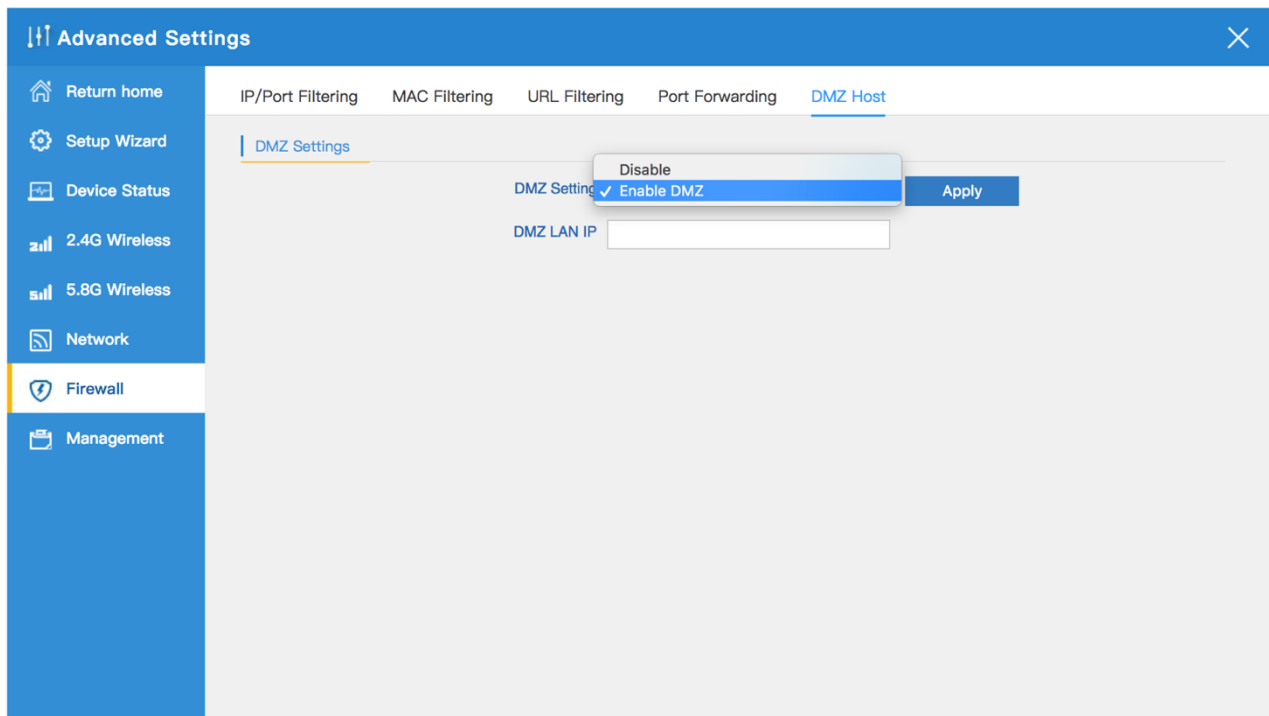 Advanced Settings
Return home
Setup Wizard
Device Status
2.4G Wireless
5.8G Wireless
Network
Firewall
Management
IP/Port Filtering MAC Filtering URL Filtering Port Forwarding DMZ Host
DMZ Settings
Disable
DMZ Setting ✓ Enable DMZ Apply
DMZ LAN IP